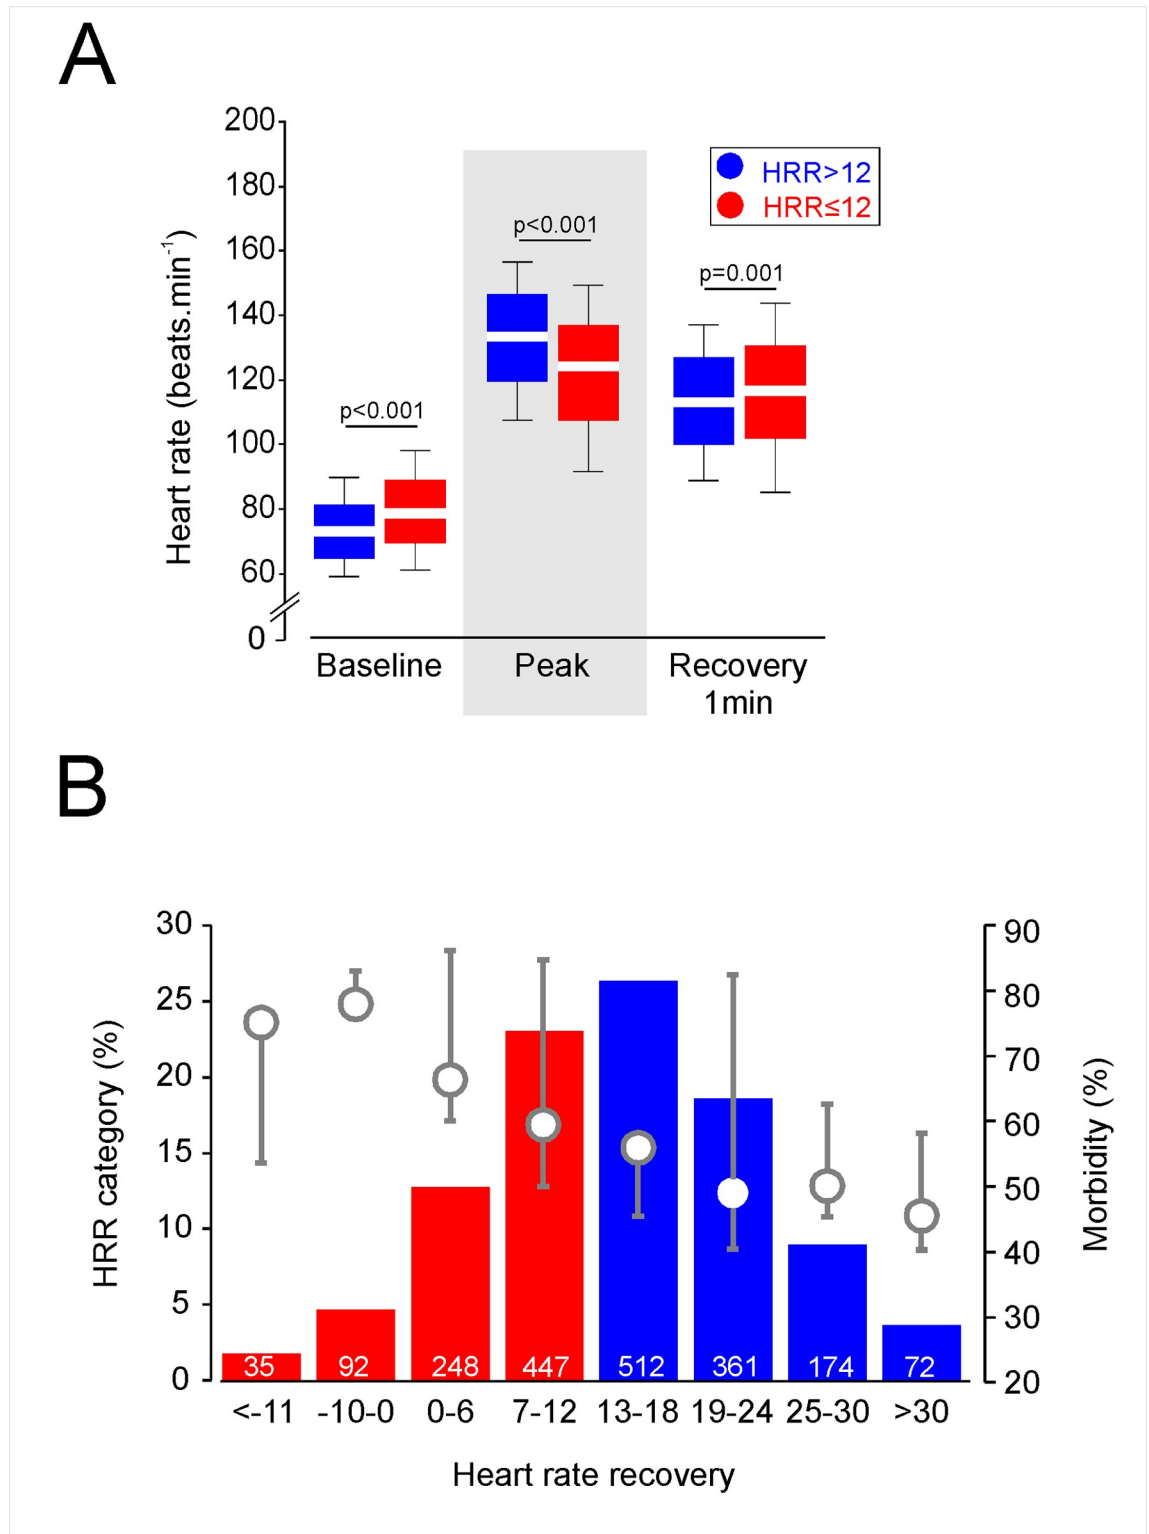 A
200
180
160
140
120
100
80
60
0
Heart rate (beats.min-1)
HRR>12
HRR≤12
p<0.001
p<0.001
p=0.001
Baseline
Peak
Recovery
1min
B
30
25
20
15
10
5
0
HRR category (%)
90
80
70
60
50
40
30
20
Morbidity (%)
35 92 248 447 512 361 174 72
<-11 -10-0 0-6 7-12 13-18 19-24 25-30 >30
Heart rate recovery